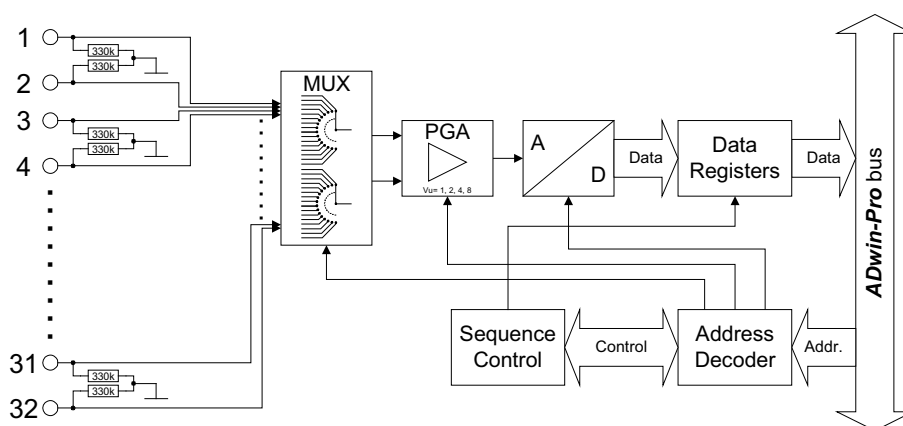 1
330k
330k
2
3
330k
330k
4
31
330k
330k
32
MUX
PGA
Vu= 1, 2, 4, 8
A
D
Data
Data
Registers
Data
Sequence
Control
Control
Address
Decoder
Addr.
ADwin-Pro bus